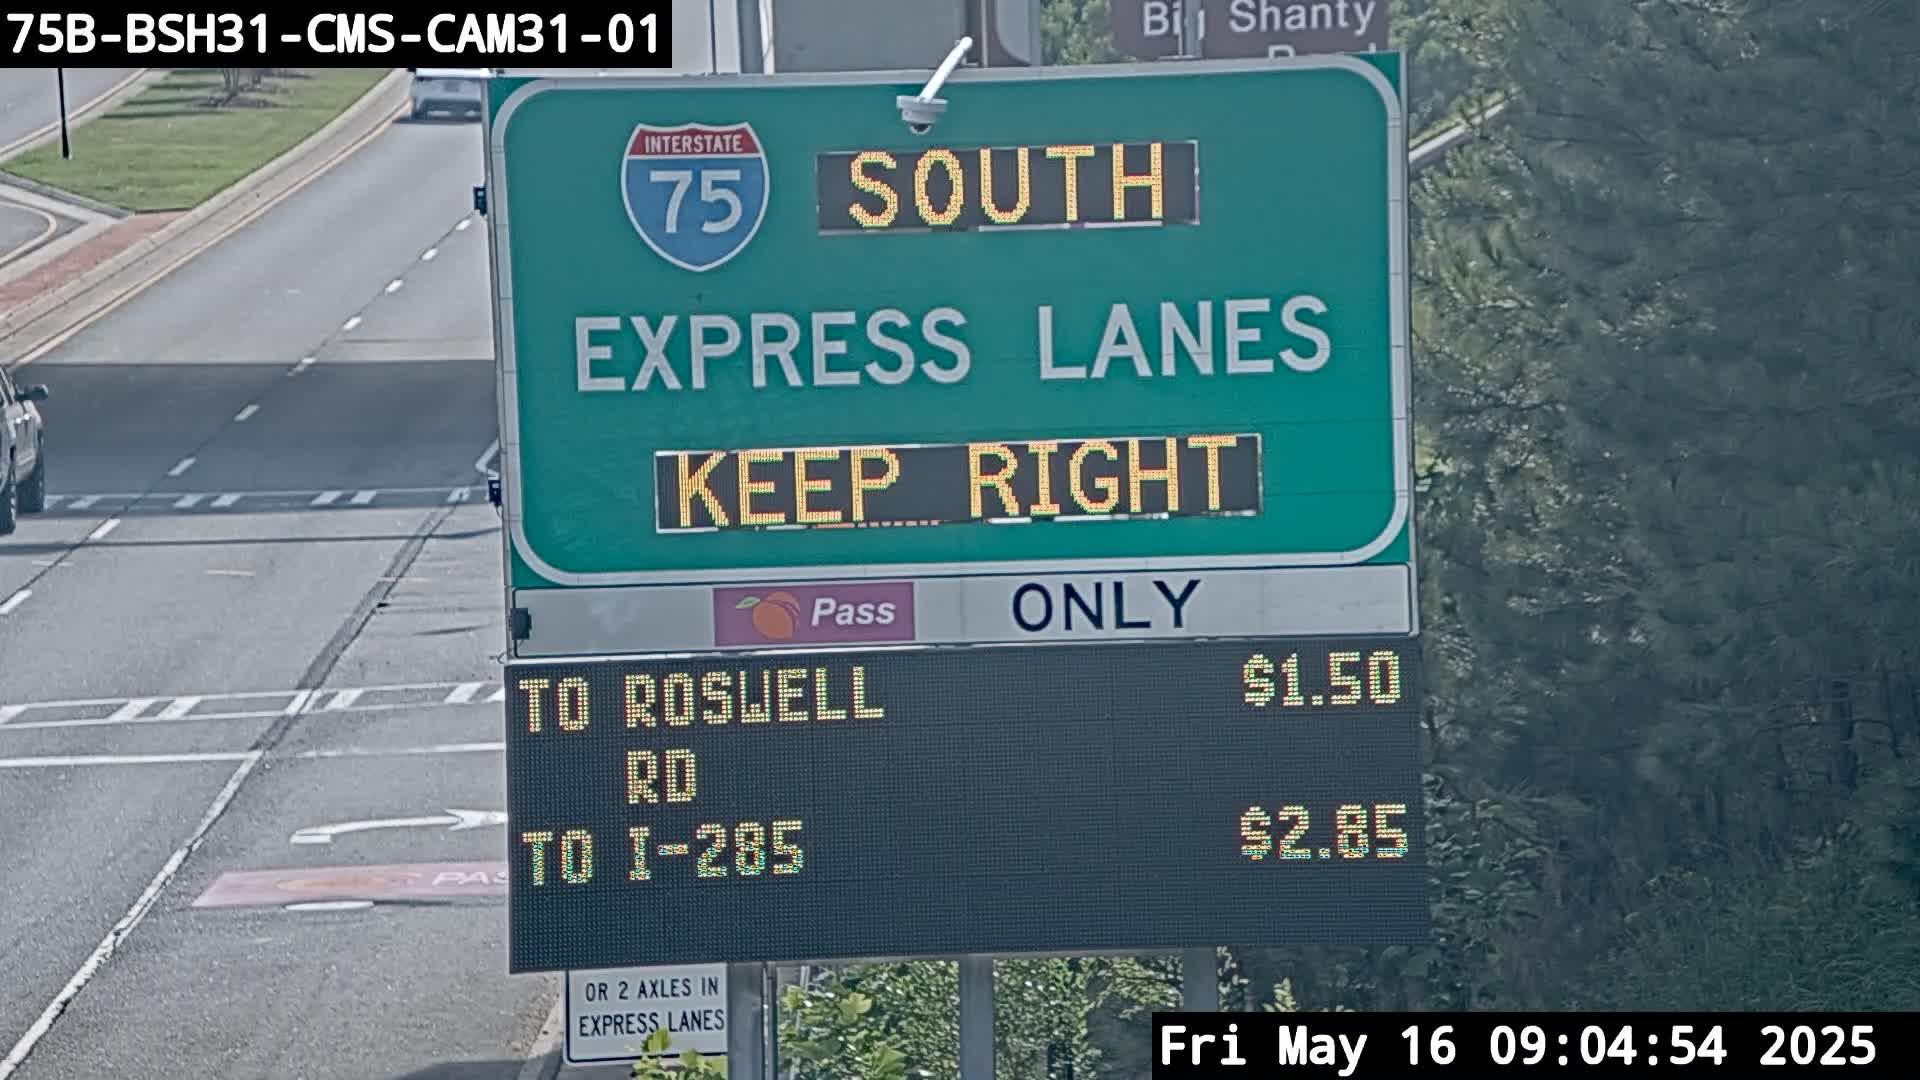 75B-BSH31-CMS-CAM31-01
Big Shanty
Road
INTERSTATE
75
SOUTH
EXPRESS LANES
KEEP RIGHT
Pass ONLY
TO ROSWELL $1.50
RD
TO I-285 $2.85
PAS
OR 2 AXLES IN
EXPRESS LANES
Fri May 16 09:04:54 2025